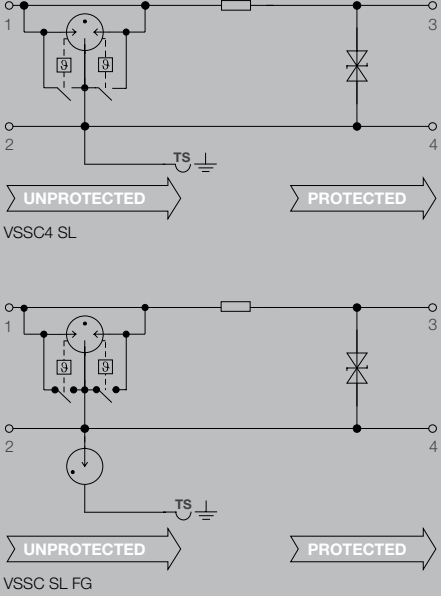 1
3
ϑ ϑ
2
4
TS
UNPROTECTED PROTECTED
VSSC4 SL
1
3
ϑ ϑ
2
4
TS
UNPROTECTED PROTECTED
VSSC SL FG